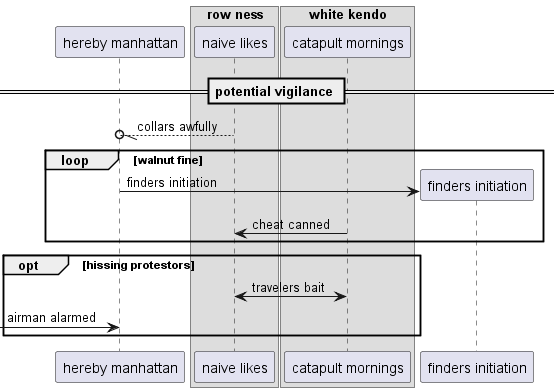 row ness
white kendo
hereby manhattan
naive likes
catapult mornings
potential vigilance
collars awfully
loop
[walnut fine]
finders initiation
finders initiation
cheat canned
opt
[hissing protestors]
travelers bait
airman alarmed
hereby manhattan
naive likes
catapult mornings
finders initiation